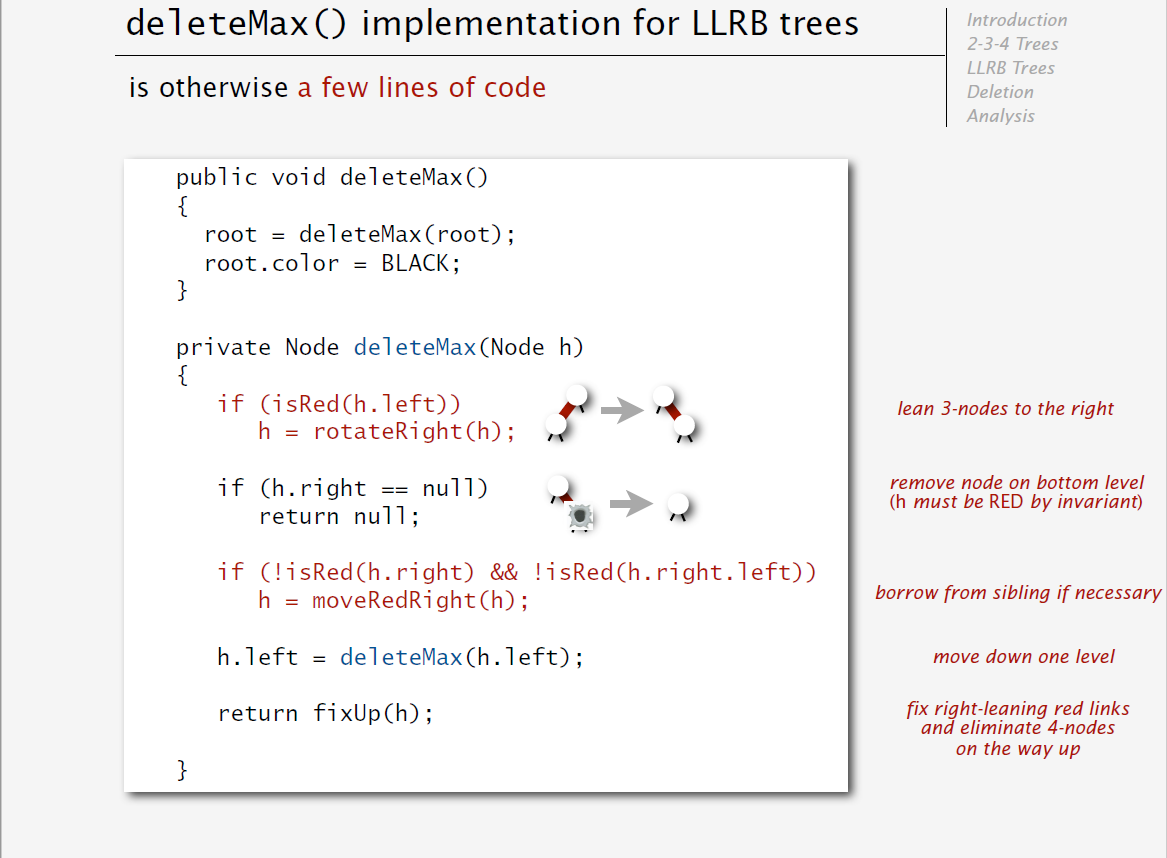 deleteMax() implementation for LLRB trees
Introduction
2-3-4 Trees
LLRB Trees
Deletion
Analysis
is otherwise a few lines of code
public void deleteMax()
{
root = deleteMax(root);
root.color = BLACK;
}
private Node deleteMax(Node h)
{
if (isRed(h.left))
h = rotateRight(h);
lean 3-nodes to the right
if (h.right == null)
return null;
remove node on bottom level
(h must be RED by invariant)
if (!isRed(h.right) && !isRed(h.right.left))
h = moveRedRight(h);
borrow from sibling if necessary
h.left = deleteMax(h.left);
move down one level
return fixUp(h);
fix right-leaning red links
and eliminate 4-nodes
on the way up
}